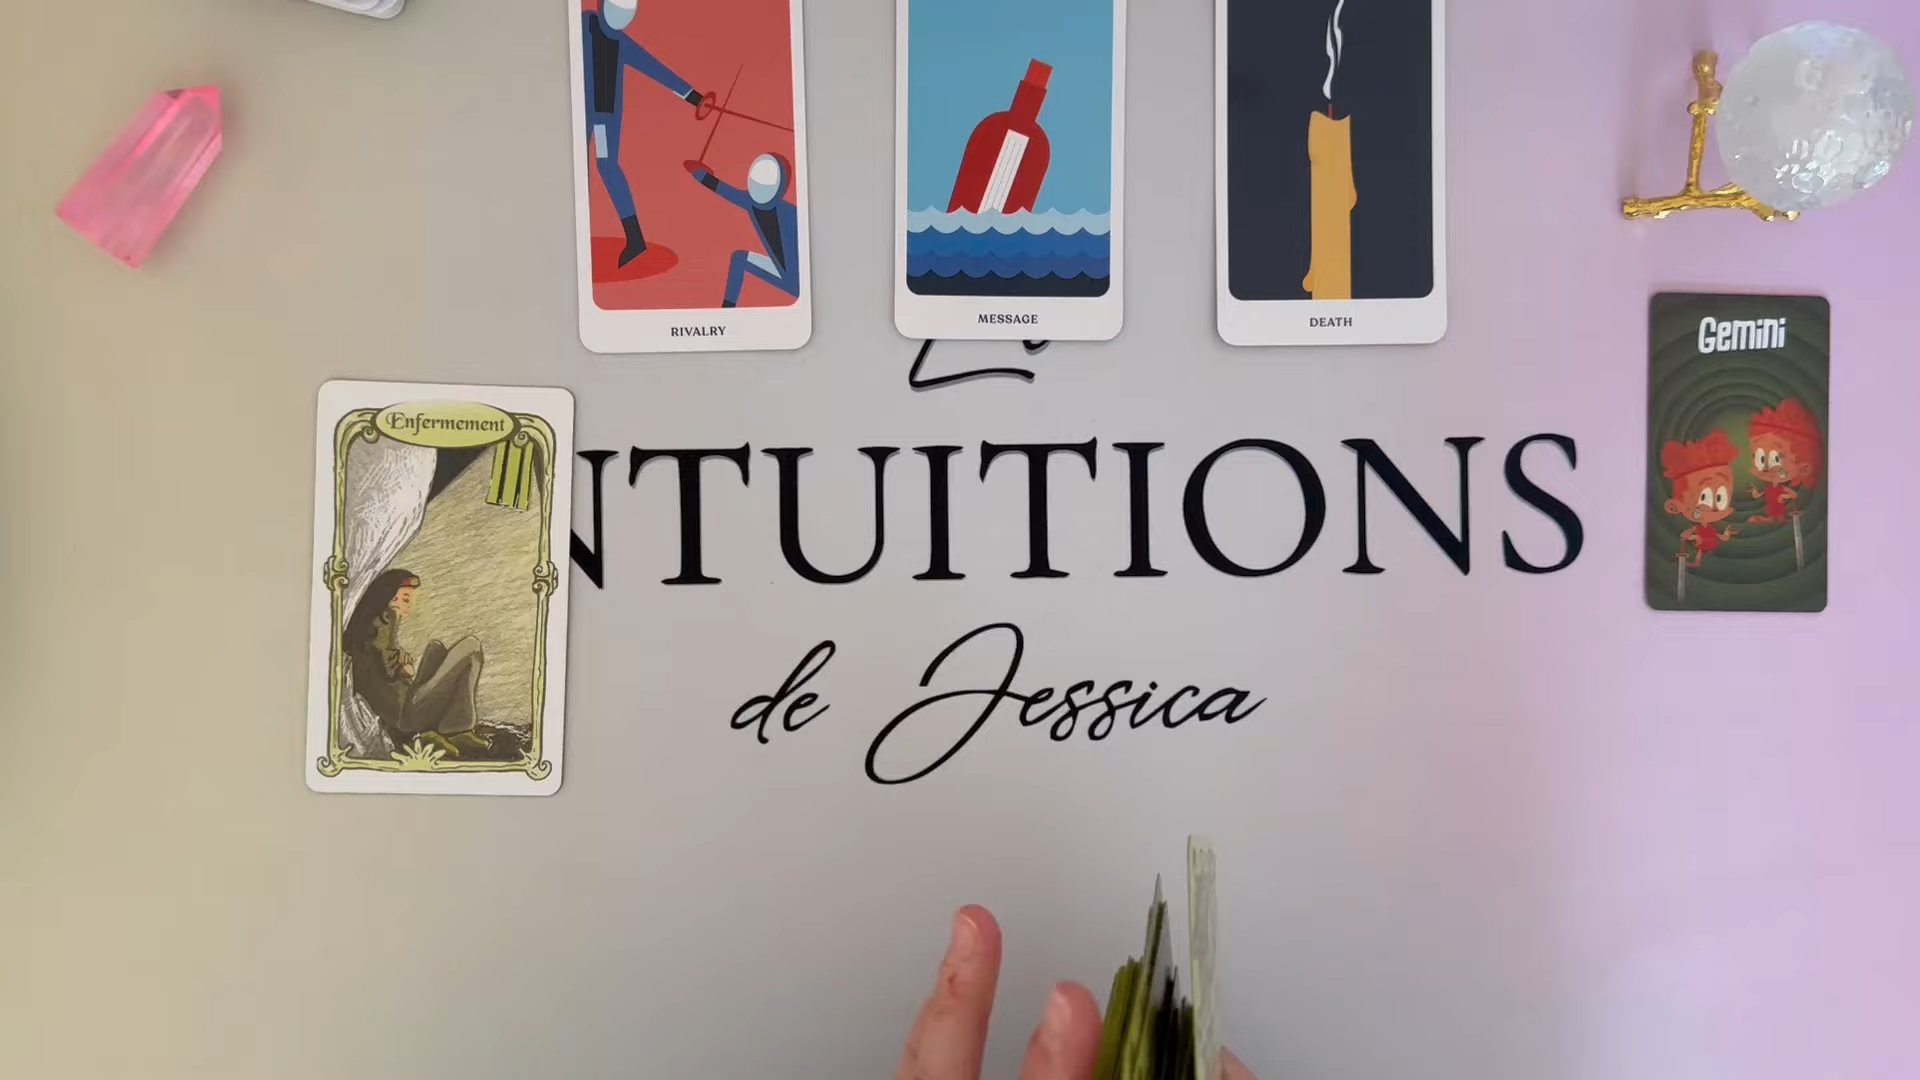 RIVALRY
MESSAGE
DEATH
Gemini
Enfermement
NTUITIONS
de Jessica